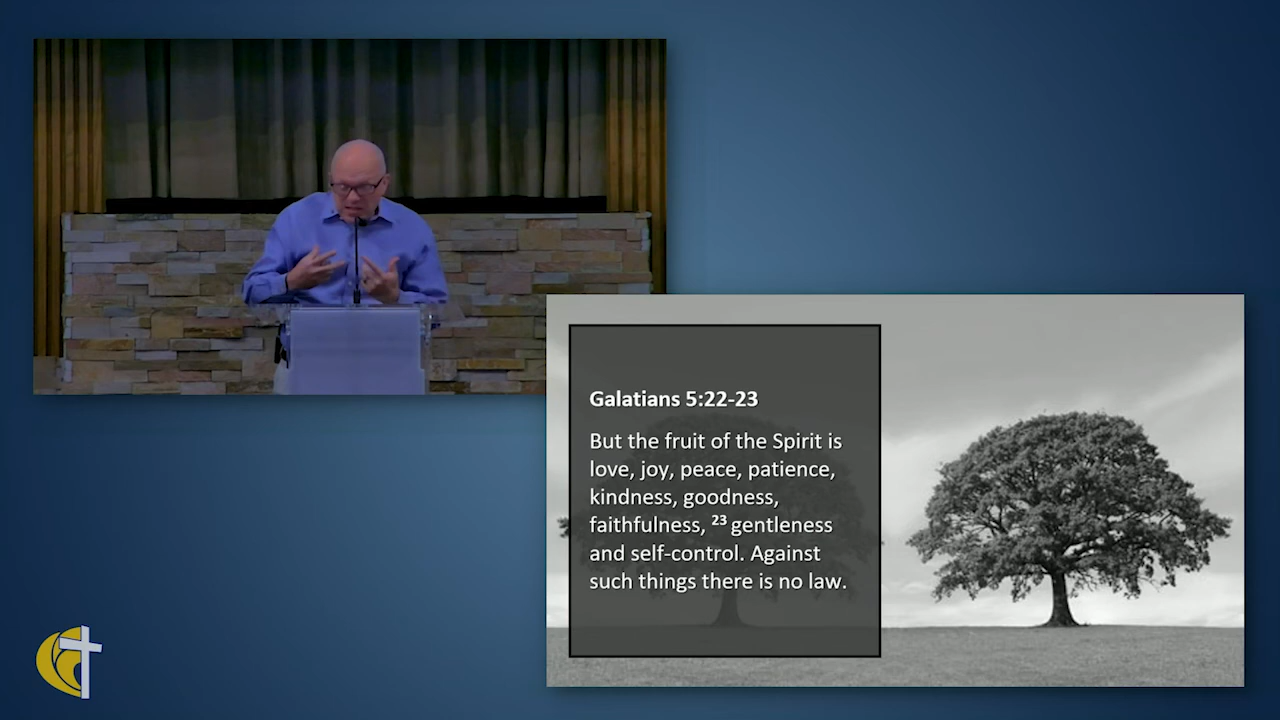 Galatians 5:22-23
But the fruit of the Spirit is
love, joy, peace, patience,
kindness, goodness,
faithfulness, ²³ gentleness
and self-control. Against
such things there is no law.